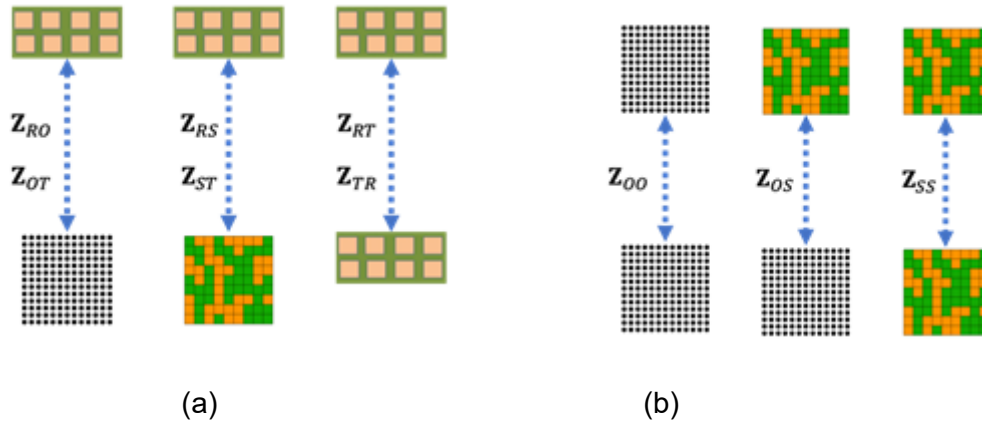 Z_RO Z_RS Z_RT Z_OO Z_OS Z_SS
Z_OT Z_ST Z_TR
(a) (b)